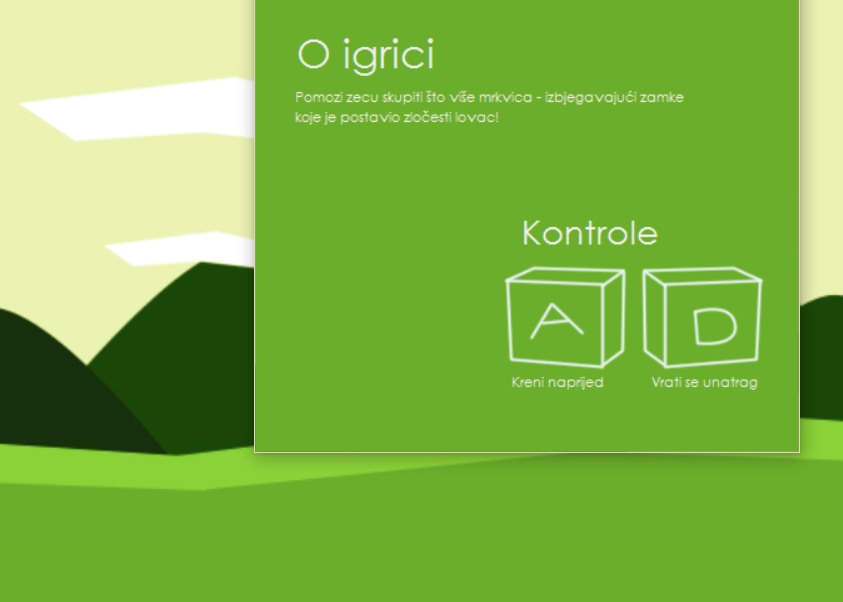 O igrici
Pomozi zecu skupiti što više mrkvica - izbjegavajući zamke
koje je postavio zločesti lovac!
Kontrole
A D
Kreni naprijed Vrati se unatrag